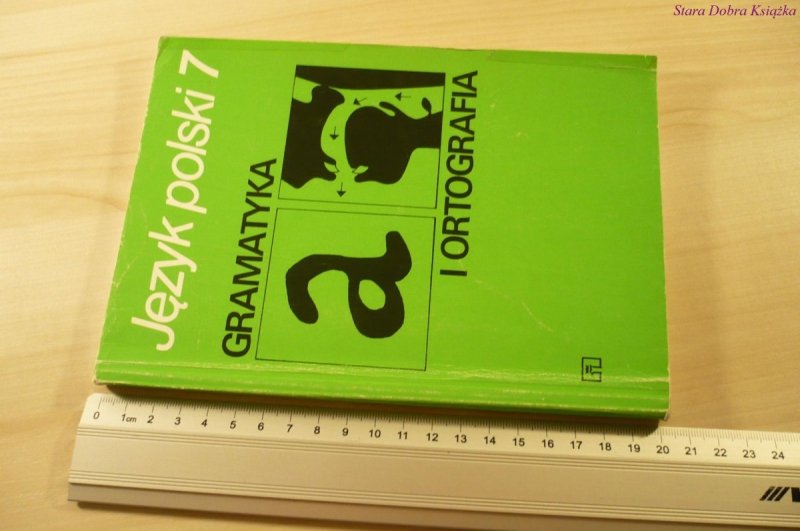 Stara Dobra Książka
Język polski 7
GRAMATYKA
a
I ORTOGRAFIA
0 1cm 2 3 4 5 6 7 8 9 10 11 12 13 14 15 16 17 18 19 20 21 22 23 24